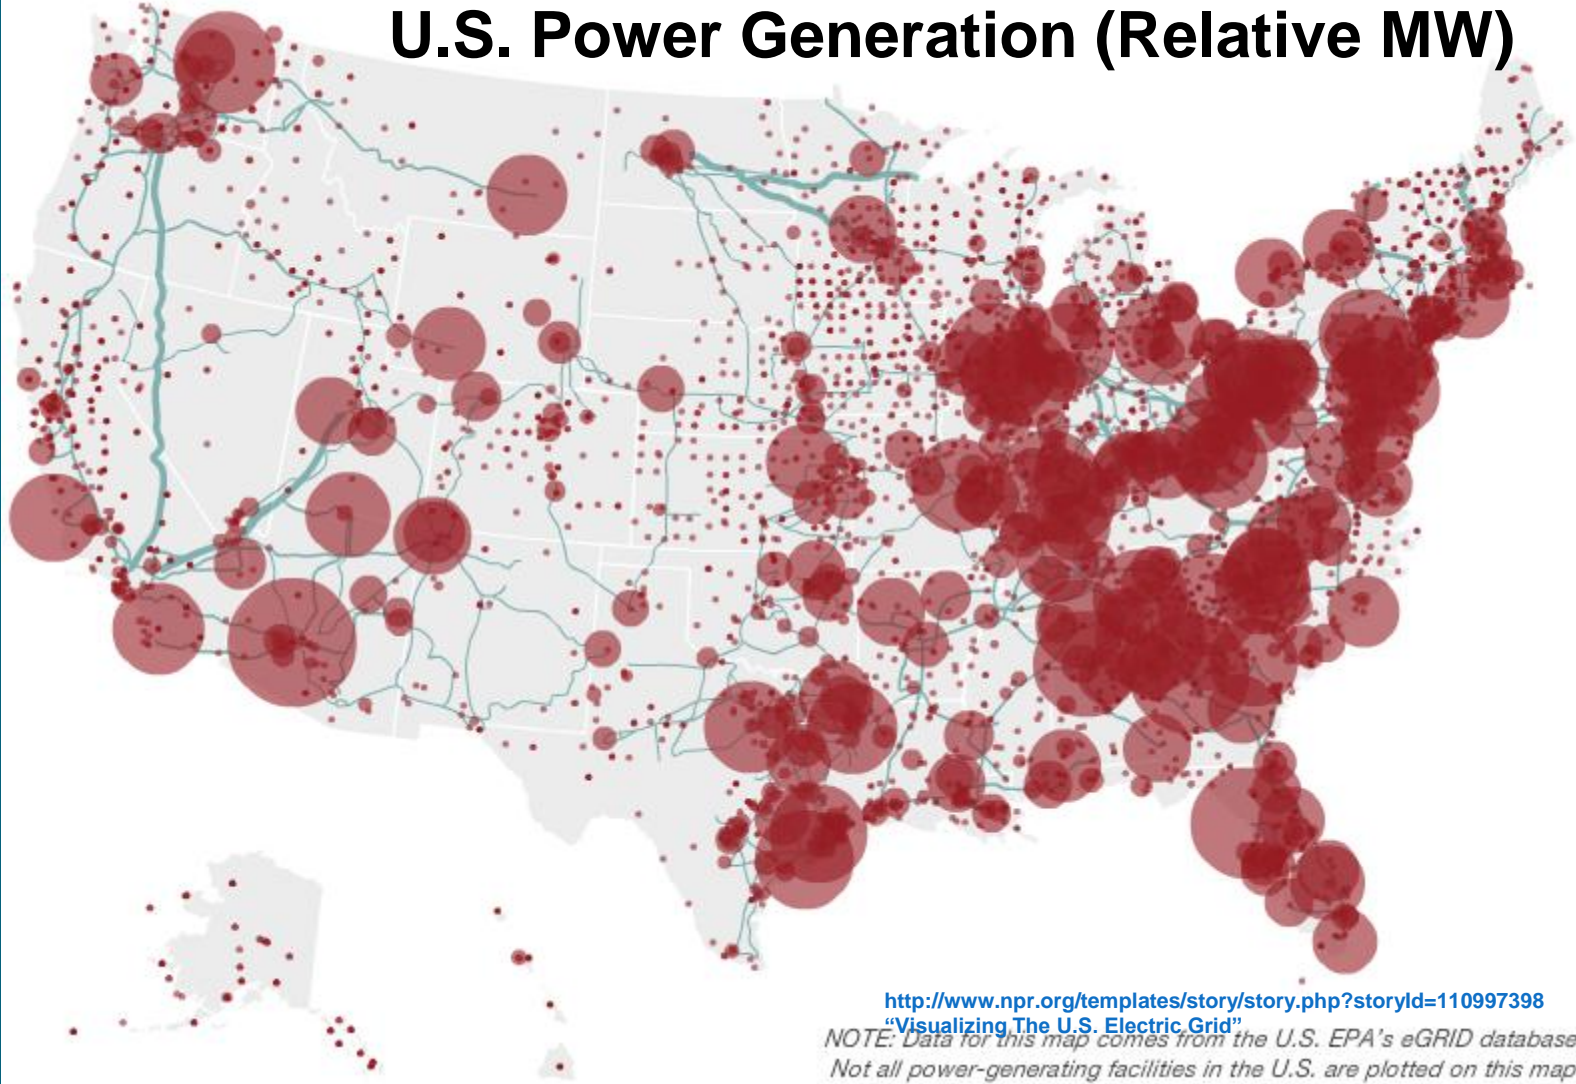 U.S. Power Generation (Relative MW)
http://www.npr.org/templates/story/story.php?storyId=110997398
“Visualizing The U.S. Electric Grid”
NOTE: Data for this map comes from the U.S. EPA's eGRID database
Not all power-generating facilities in the U.S. are plotted on this map